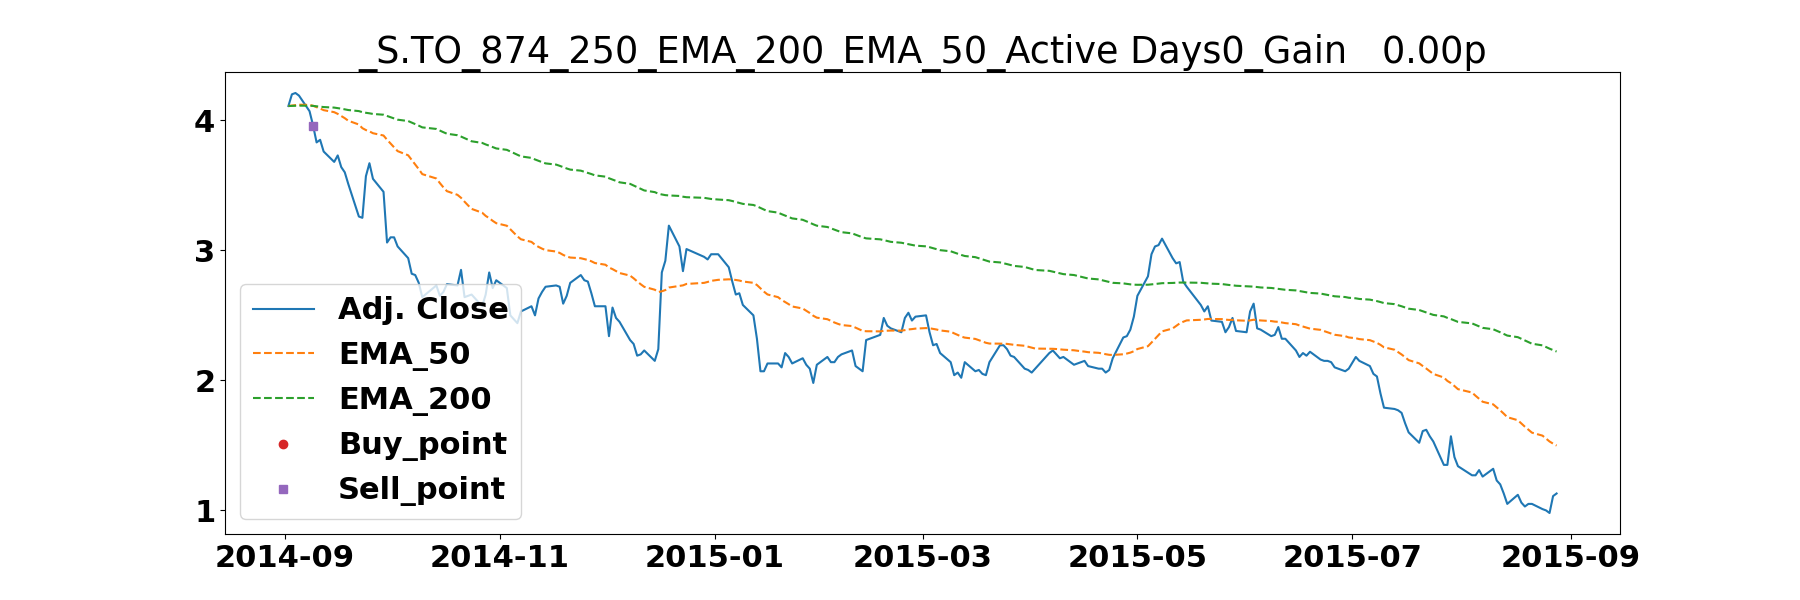 _S.TO_874_250_EMA_200_EMA_50_Active Days0_Gain   0.00p
4
3
2
1
Adj. Close
EMA_50
EMA_200
Buy_point
Sell_point
2014-09 2014-11 2015-01 2015-03 2015-05 2015-07 2015-09